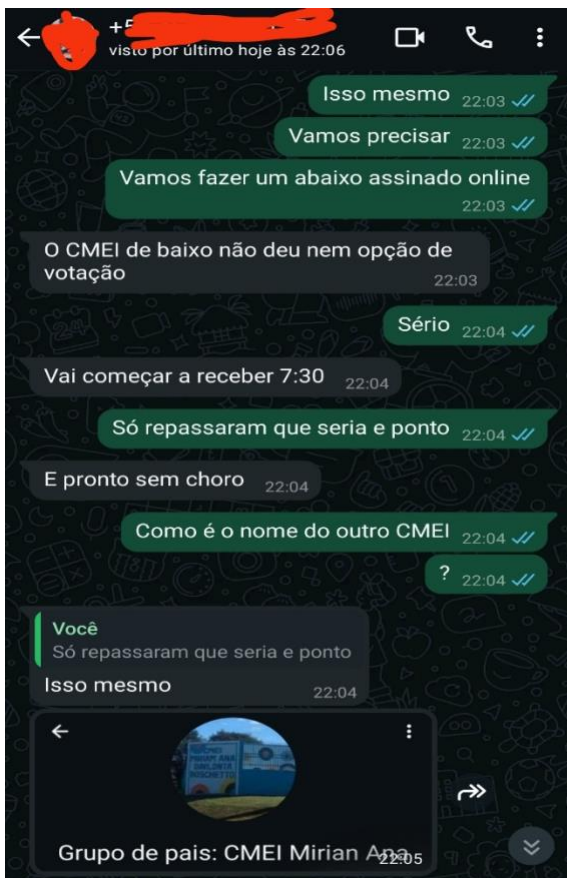 +5
visto por último hoje às 22:06
Isso mesmo 22:03
Vamos precisar 22:03
Vamos fazer um abaixo assinado online
22:03
O CMEI de baixo não deu nem opção de
votação 22:03
Sério 22:04
Vai começar a receber 7:30 22:04
Só repassaram que seria e ponto 22:04
E pronto sem choro 22:04
Como é o nome do outro CMEI 22:04
? 22:04
Você
Só repassaram que seria e ponto
Isso mesmo 22:04
MIRIAM ANA
BOSCHETTO
Grupo de pais: CMEI Mirian Ana 22:05